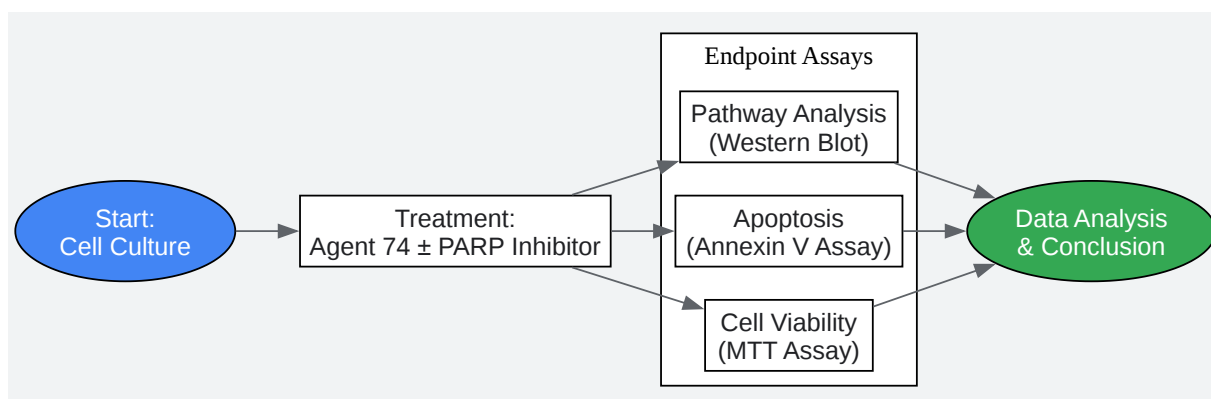 Start:
Cell Culture
Treatment:
Agent 74 ± PARP Inhibitor
Endpoint Assays
Pathway Analysis
(Western Blot)
Apoptosis
(Annexin V Assay)
Cell Viability
(MTT Assay)
Data Analysis
& Conclusion